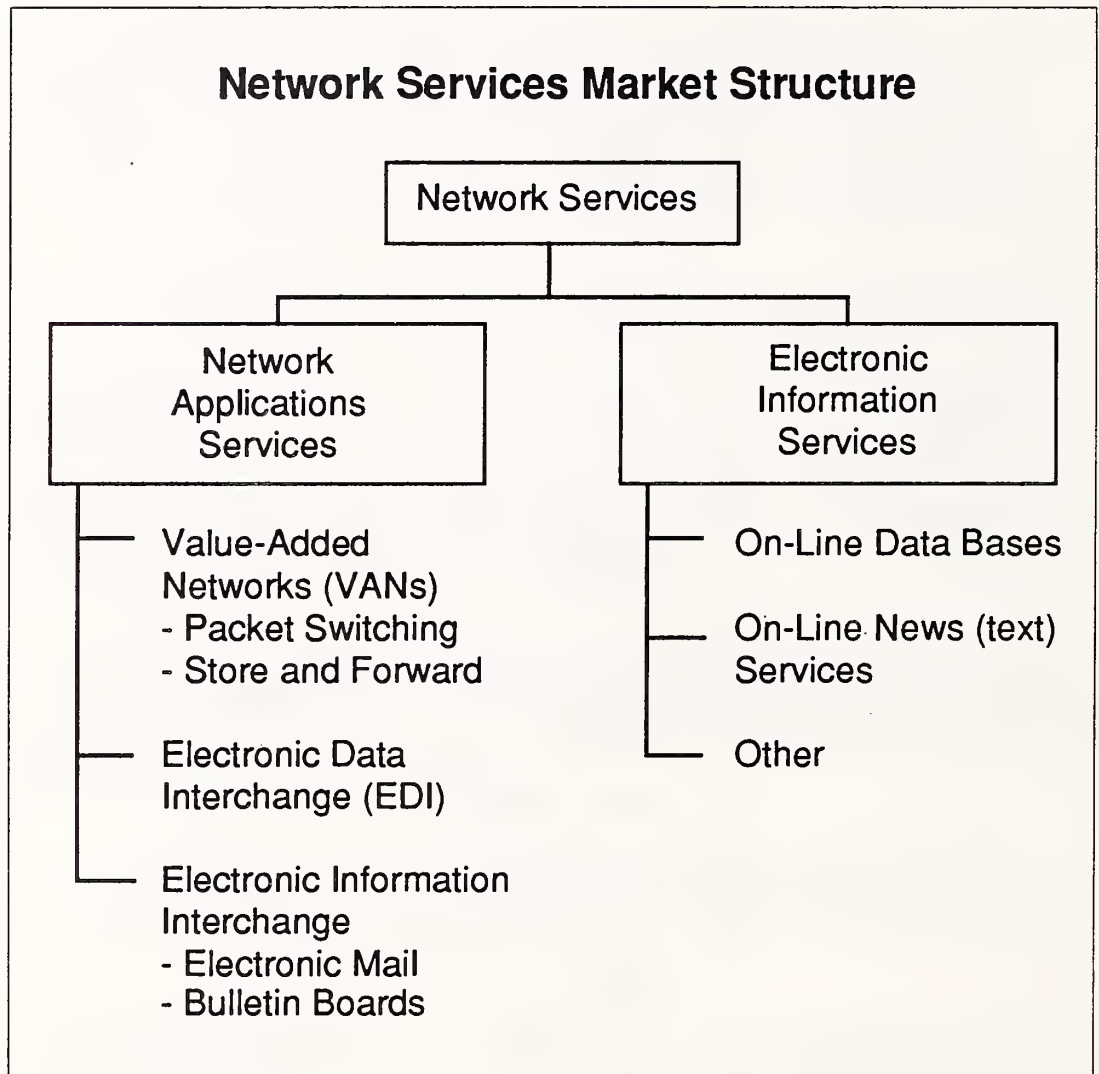 Network Services Market Structure
Network Services
Network
Applications
Services
Value-Added
Networks (VANs)
- Packet Switching
- Store and Forward
Electronic Data
Interchange (EDI)
Electronic Information
Interchange
- Electronic Mail
- Bulletin Boards
Electronic
Information
Services
On-Line Data Bases
On-Line News (text)
Services
Other